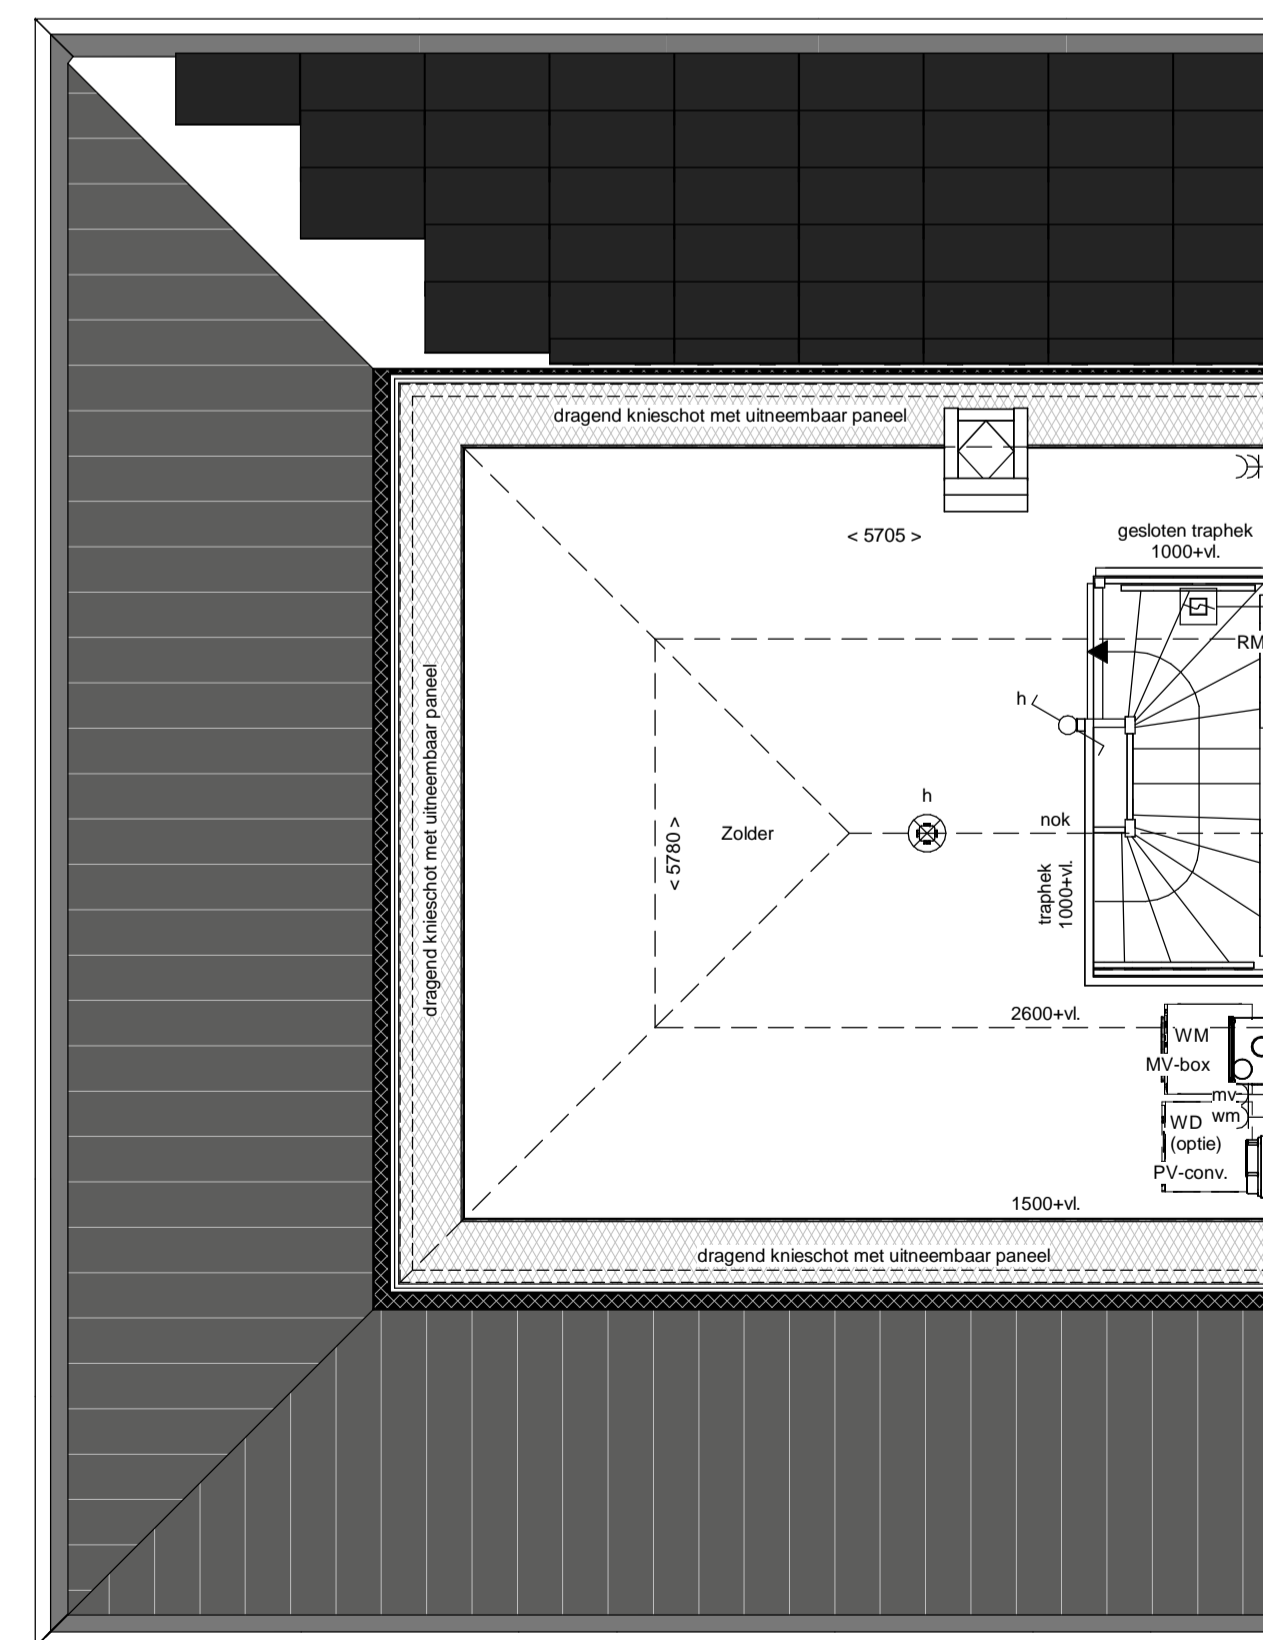 dragend knieschot met uitneembaar paneel
< 5705 >
gesloten traphek
1000+vl.
RM
dragend knieschot met uitneembaar paneel
h
h
nok
Zolder
< 5780 >
traphek
1000+vl.
2600+vl.
WM
MV-box
mv
wm
WD
(optie)
PV-conv.
1500+vl.
dragend knieschot met uitneembaar paneel